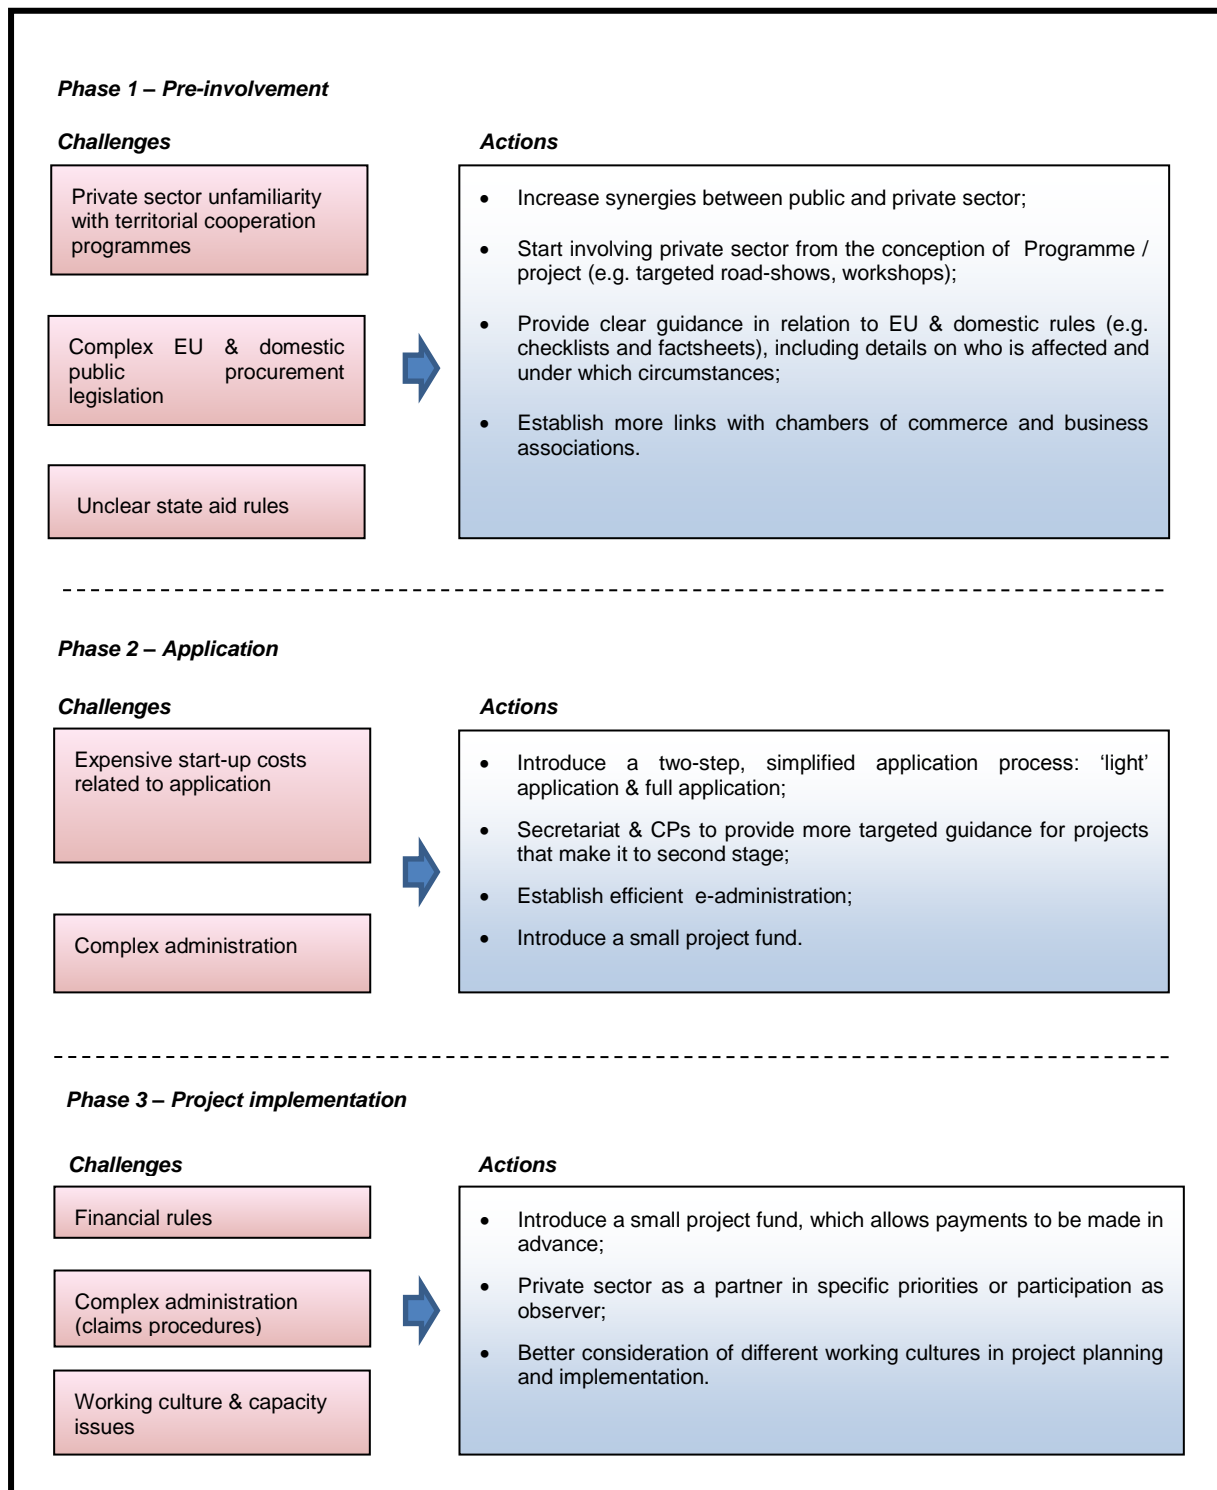 Phase 1 – Pre-involvement
Challenges
Actions
Private sector unfamiliarity
with territorial cooperation
programmes
Complex EU & domestic
public procurement
legislation
Unclear state aid rules
• Increase synergies between public and private sector;
• Start involving private sector from the conception of Programme /
project (e.g. targeted road-shows, workshops);
• Provide clear guidance in relation to EU & domestic rules (e.g.
checklists and factsheets), including details on who is affected and
under which circumstances;
• Establish more links with chambers of commerce and business
associations.
Phase 2 – Application
Challenges
Actions
Expensive start-up costs
related to application
Complex administration
• Introduce a two-step, simplified application process: ‘light’
application & full application;
• Secretariat & CPs to provide more targeted guidance for projects
that make it to second stage;
• Establish efficient e-administration;
• Introduce a small project fund.
Phase 3 – Project implementation
Challenges
Actions
Financial rules
Complex administration
(claims procedures)
Working culture & capacity
issues
• Introduce a small project fund, which allows payments to be made in
advance;
• Private sector as a partner in specific priorities or participation as
observer;
• Better consideration of different working cultures in project planning
and implementation.